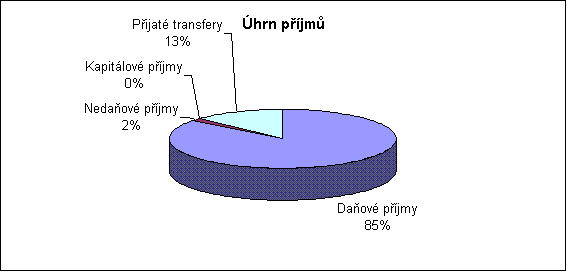 Úhrn příjmů
Přijaté transfery
13%
Kapitálové příjmy
0%
Nedaňové příjmy
2%
Daňové příjmy
85%